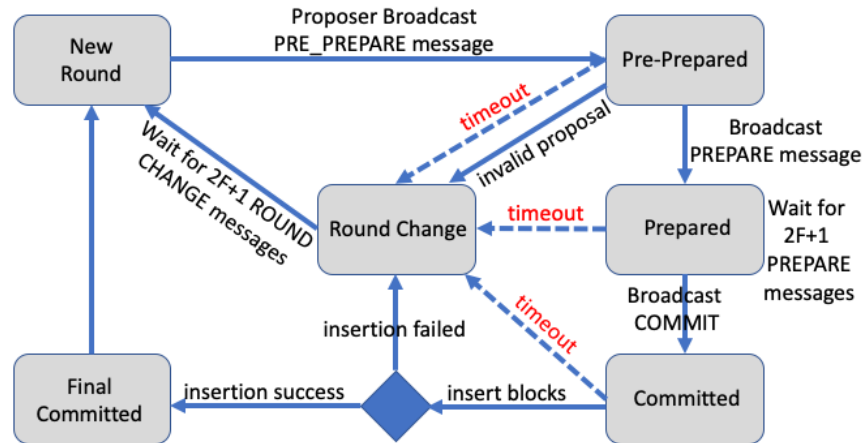 Proposer Broadcast
PRE_PREPARE message
New
Round
Pre-Prepared
timeout
invalid proposal
Broadcast
PREPARE message
Wait for 2F+1 ROUND
CHANGE messages
Round Change
timeout
Prepared
Wait for
2F+1
PREPARE
messages
Broadcast
COMMIT
insertion failed
timeout
Final
Committed
insertion success
insert blocks
Committed